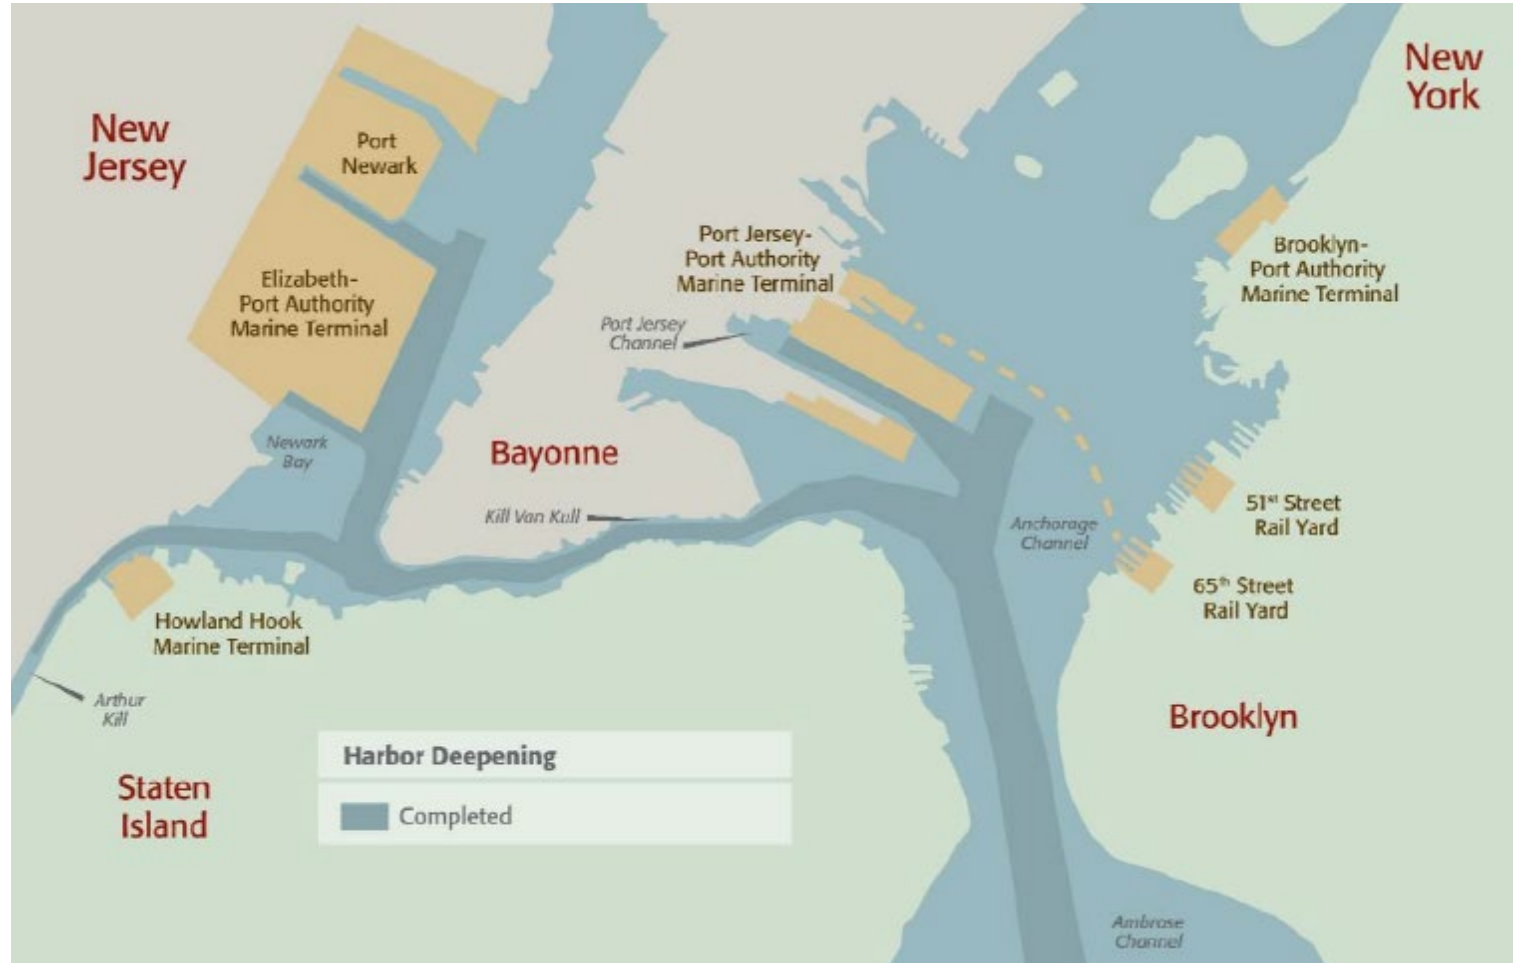 New
York
New
Jersey
Port
Newark
Port Jersey-
Port Authority
Marine Terminal
Brooklyn-
Port Authority
Marine Terminal
Elizabeth-
Port Authority
Marine Terminal
Port Jersey
Channel
Newark
Bay
Bayonne
Kill Van Kull
Anchorage
Channel
51st Street
Rail Yard
65th Street
Rail Yard
Howland Hook
Marine Terminal
Arthur
Kill
Brooklyn
Staten
Island
Harbor Deepening
Completed
Ambrose
Channel